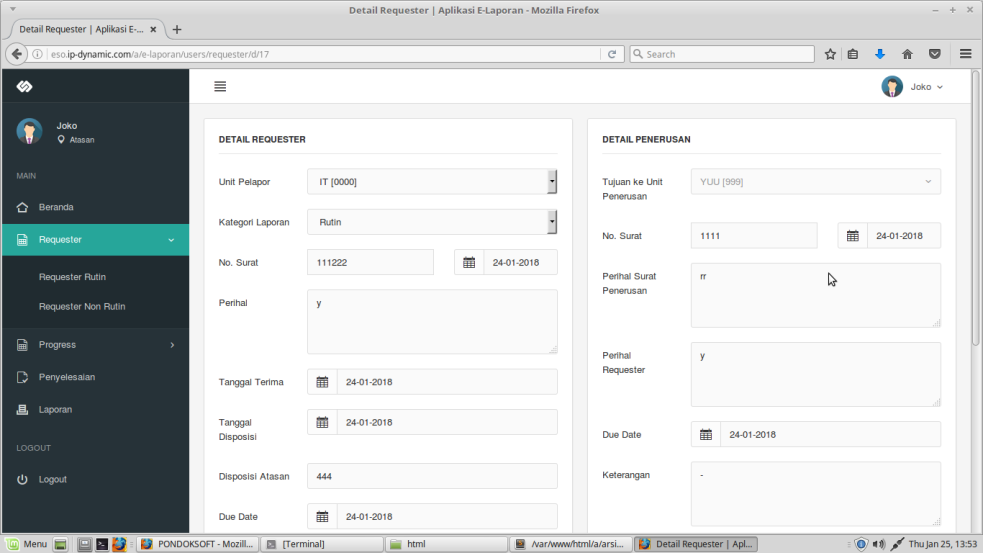 Detail Requester | Aplikasi E-Laporan - Mozilla Firefox
Detail Requester | Aplikasi E-...
eso.ip-dynamic.com/a/e-laporan/users/requester/d/17
Search
Joko
Joko
Atasan
MAIN
Beranda
Requester
Requester Rutin
Requester Non Rutin
Progress
Penyelesaian
Laporan
LOGOUT
Logout
DETAIL REQUESTER
Unit Pelapor
IT [0000]
Kategori Laporan
Rutin
No. Surat
111222
24-01-2018
Perihal
y
Tanggal Terima
24-01-2018
Tanggal
Disposisi
24-01-2018
Disposisi Atasan
444
Due Date
24-01-2018
DETAIL PENERUSAN
Tujuan ke Unit
Penerusan
YUU [999]
No. Surat
1111
24-01-2018
Perihal Surat
Penerusan
rr
Perihal
Requester
y
Due Date
24-01-2018
Keterangan
-
Menu
PONDOKSOFT - Mozill...
[Terminal]
html
/var/www/html/a/arsi...
Detail Requester | Apl...
Thu Jan 25, 13:53